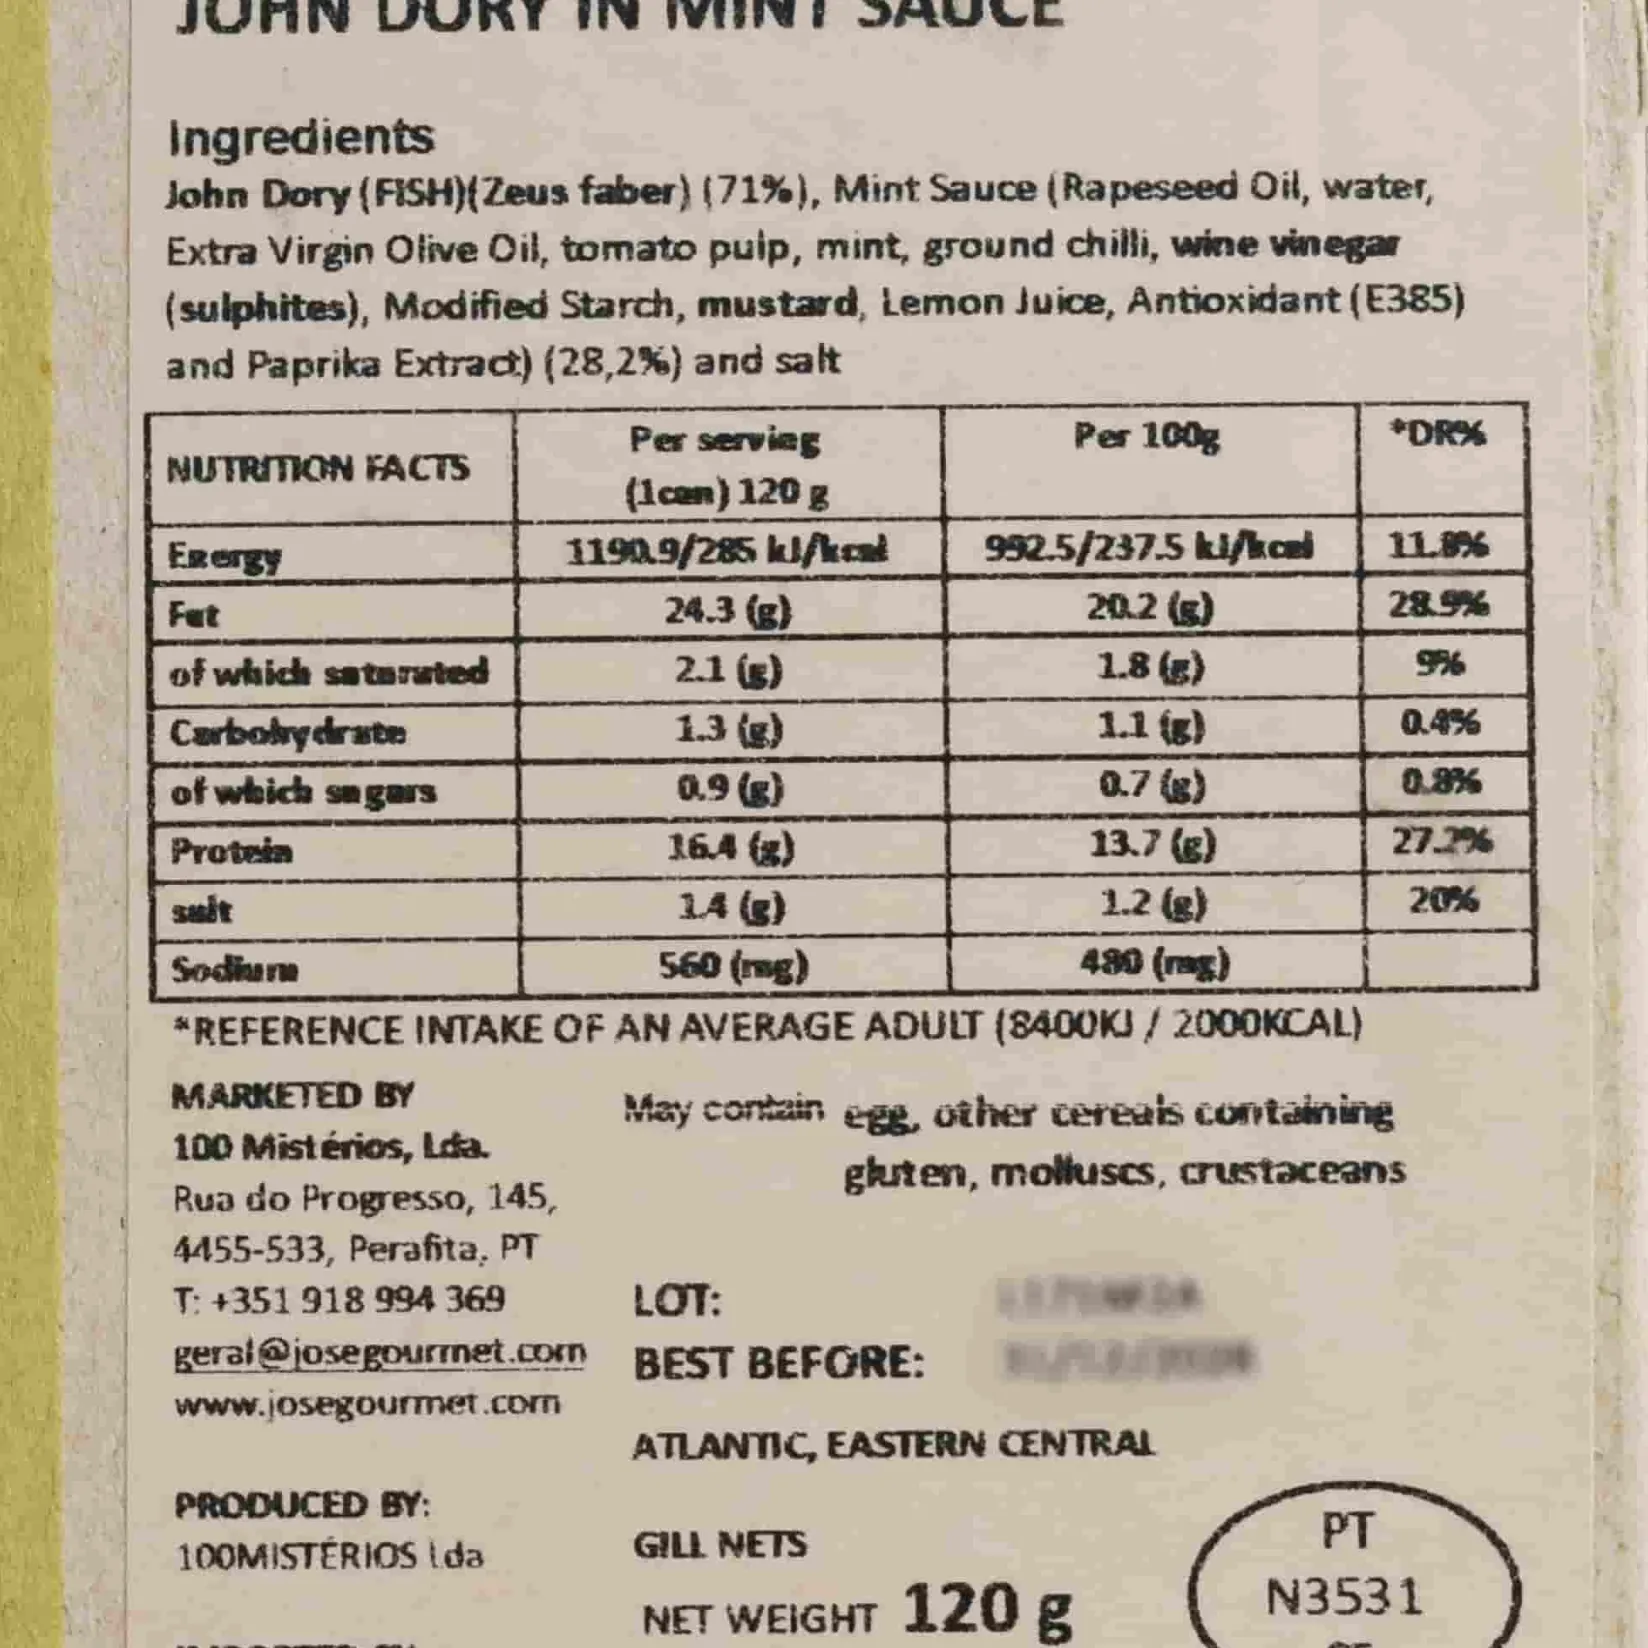 JOHN DORY IN MINT SAUCE
Ingredients
John Dory (FISH)(Zeus faber) (71%), Mint Sauce (Rapeseed Oil, water,
Extra Virgin Olive Oil, tomato pulp, mint, ground chilli, wine vinegar
(sulphites), Modified Starch, mustard, Lemon Juice, Antioxidant (E385)
and Paprika Extract) (28,2%) and salt
NUTRITION FACTS Per serving (1can) 120 g Per 100g *DR%
Energy 1190.9/285 kJ/kcal 992.5/237.5 kJ/kcal 11.8%
Fat 24.3 (g) 20.2 (g) 28.9%
of which saturated 2.1 (g) 1.8 (g) 9%
Carbohydrate 1.3 (g) 1.1 (g) 0.4%
of which sugars 0.9 (g) 0.7 (g) 0.8%
Protein 16.4 (g) 13.7 (g) 27.2%
salt 1.4 (g) 1.2 (g) 20%
Sodium 560 (mg) 480 (mg)
*REFERENCE INTAKE OF AN AVERAGE ADULT (8400KJ / 2000KCAL)
MARKETED BY
100 Mistérios, Lda.
Rua do Progresso, 145,
4455-533, Perafita, PT
T: +351 918 994 369
geral@josegourmet.com
www.josegourmet.com
PRODUCED BY:
100MISTÉRIOS Lda
May contain egg, other cereals containing
gluten, molluscs, crustaceans
LOT:
BEST BEFORE:
ATLANTIC, EASTERN CENTRAL
GILL NETS
NET WEIGHT 120 g
PT
N3531